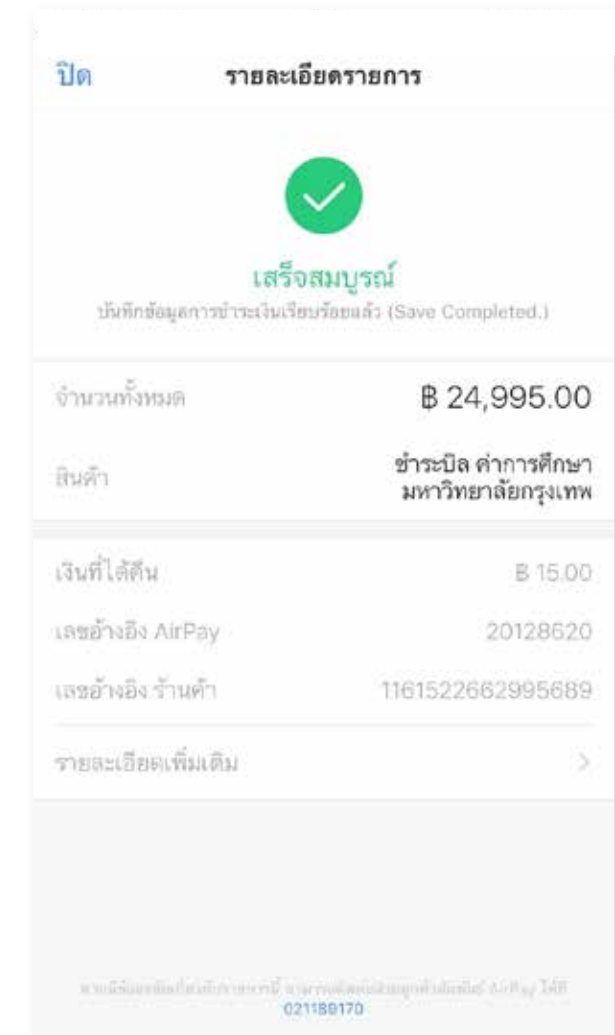 ปิด รายละเอียดรายการ
เสร็จสมบูรณ์
บันทึกข้อมูลการชำระเงินเรียบร้อยแล้ว (Save Completed.)
จำนวนทั้งหมด ฿ 24,995.00
สินค้า ชำระบิล ค่าการศึกษา
มหาวิทยาลัยกรุงเทพ
เงินที่ได้คืน ฿ 15.00
เลขอ้างอิง AirPay 20128620
เลขอ้างอิง ร้านค้า 1161522662995689
รายละเอียดเพิ่มเติม
AirPay ได้ที่
021189170